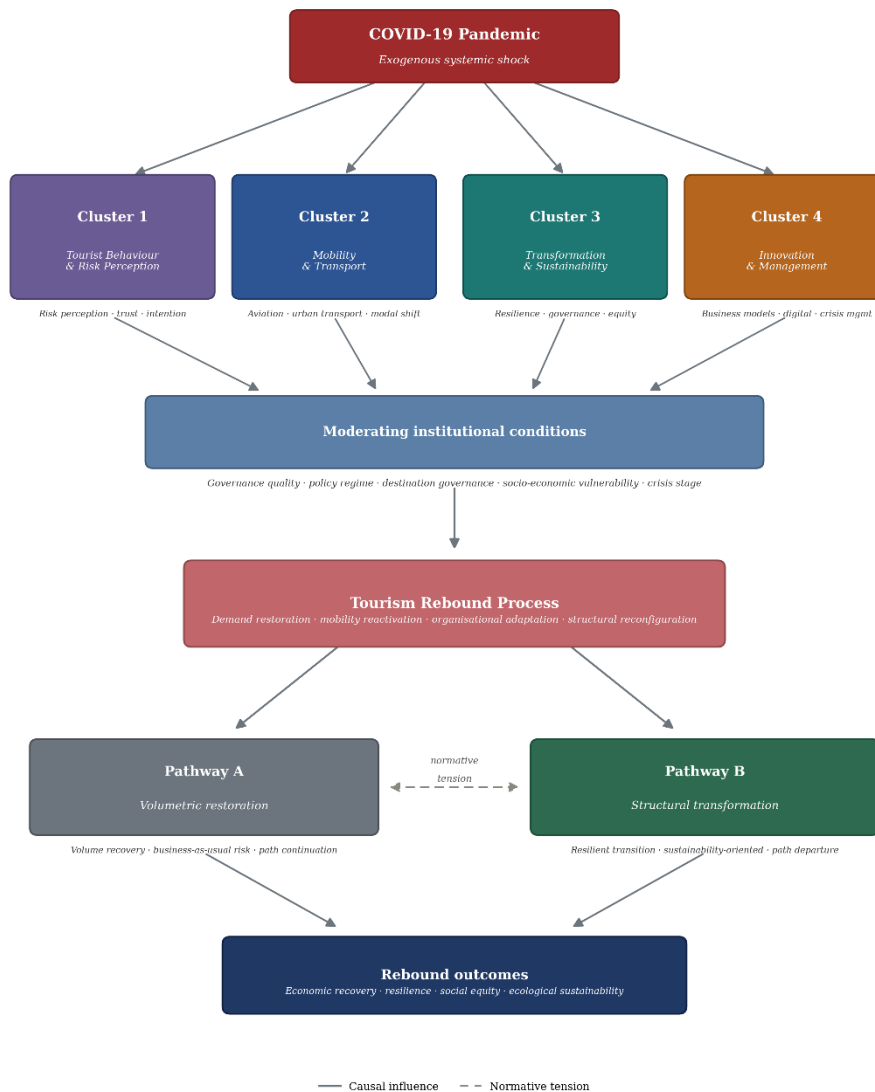 COVID-19 Pandemic
Exogenous systemic shock
Cluster 1
Tourist Behaviour
& Risk Perception
Cluster 2
Mobility
& Transport
Cluster 3
Transformation
& Sustainability
Cluster 4
Innovation
& Management
Risk perception · trust · intention
Aviation · urban transport · modal shift
Resilience · governance · equity
Business models · digital · crisis mgmt
Moderating institutional conditions
Governance quality · policy regime · destination governance · socio-economic vulnerability · crisis stage
Tourism Rebound Process
Demand restoration · mobility reactivation · organisational adaptation · structural reconfiguration
Pathway A
Volumetric restoration
normative
tension
Pathway B
Structural transformation
Volume recovery · business-as-usual risk · path continuation
Resilient transition · sustainability-oriented · path departure
Rebound outcomes
Economic recovery · resilience · social equity · ecological sustainability
Causal influence
Normative tension